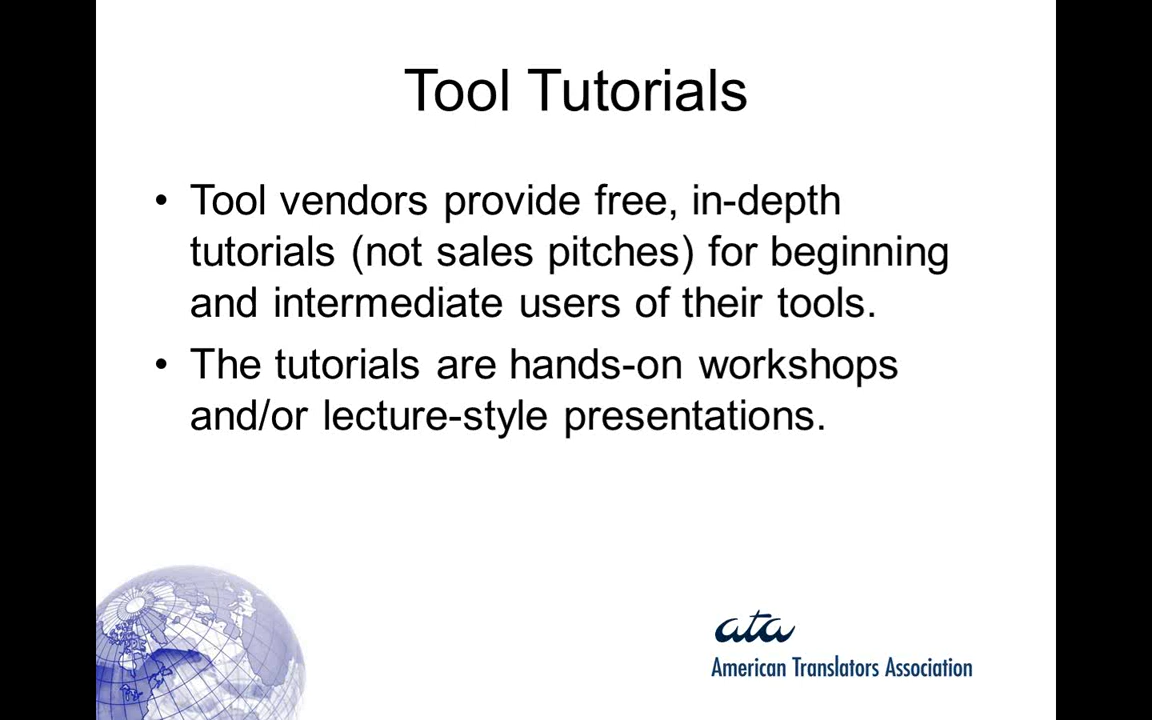 Tool Tutorials
• Tool vendors provide free, in-depth
tutorials (not sales pitches) for beginning
and intermediate users of their tools.
• The tutorials are hands-on workshops
and/or lecture-style presentations.
ata
American Translators Association